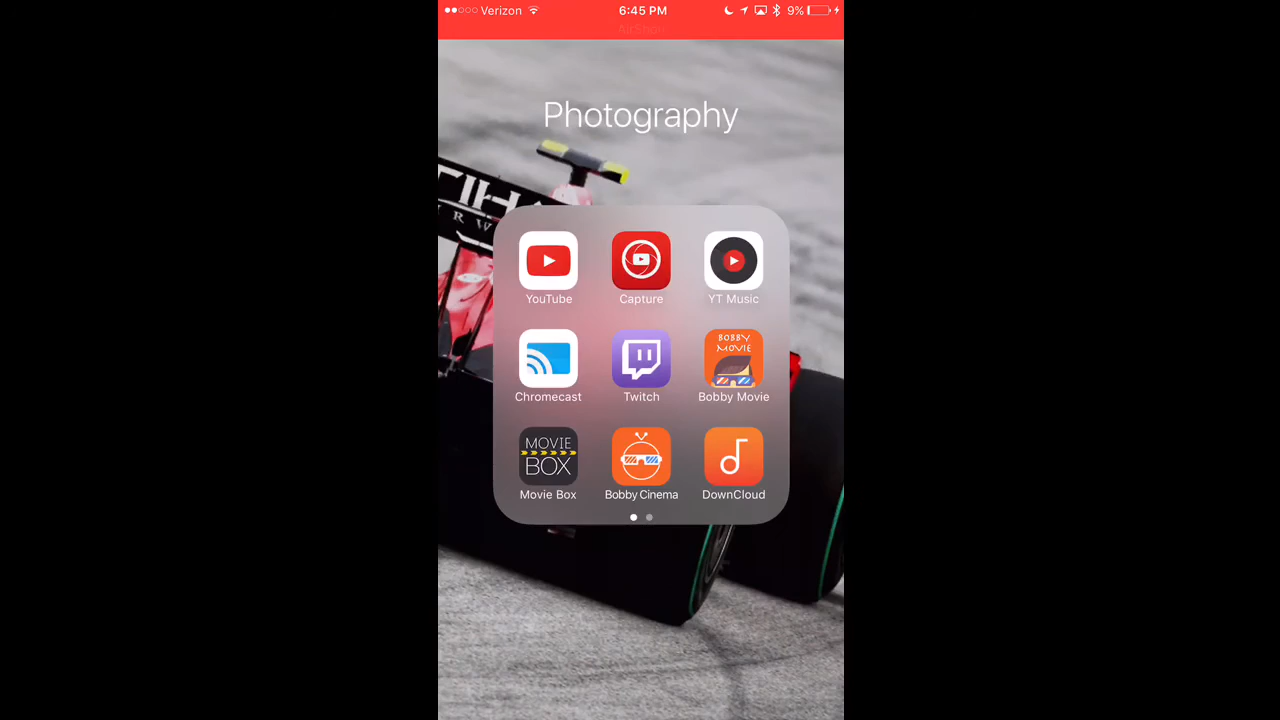 Verizon 6:45 PM 9%
Photography
YouTube Capture YT Music
BOBBY
MOVIE
Chromecast Twitch Bobby Movie
MOVIE
BOX
Movie Box Bobby Cinema DownCloud